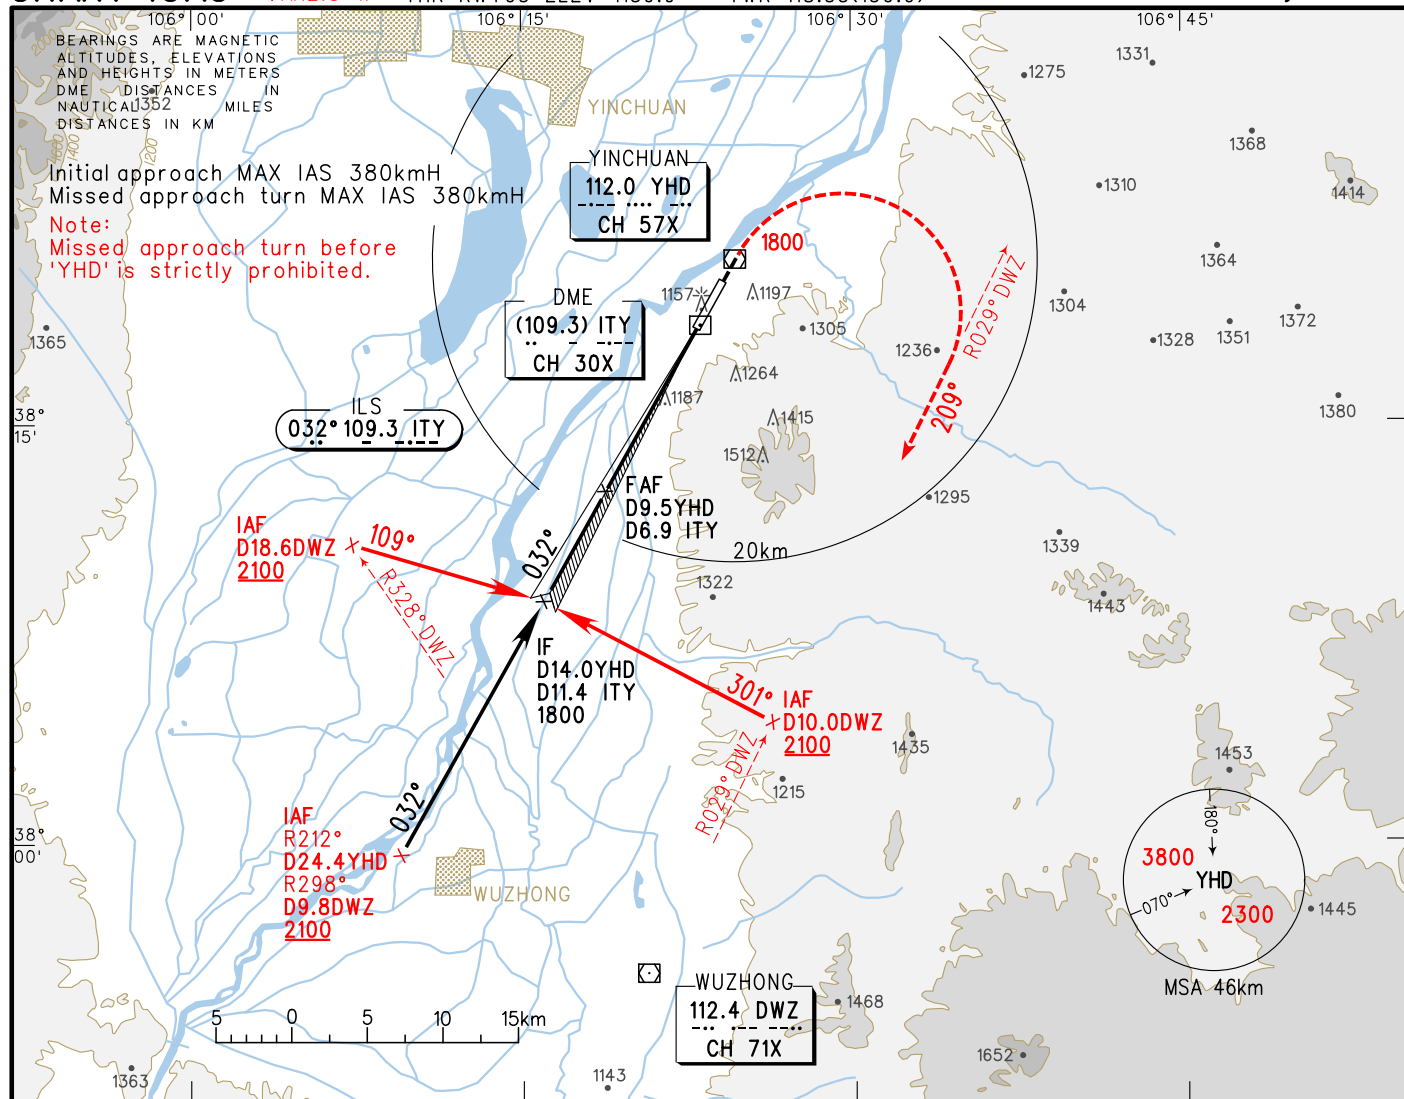 106° 00'
106° 15'
106° 30'
106° 45'
BEARINGS ARE MAGNETIC
ALTITUDES, ELEVATIONS
AND HEIGHTS IN METERS
DME DISTANCES IN
NAUTICAL MILES
DISTANCES IN KM
2000
1352
1600
1400
1200
Initial approach MAX IAS 380kmH
Missed approach turn MAX IAS 380kmH
Note:
Missed approach turn before
'YHD' is strictly prohibited.
YINCHUAN
YINCHUAN
112.0 YHD
CH 57X
1275
1331
1368
1310
1414
1364
1304
1372
1351
1328
1380
1800
R029° DWZ
209°
DME
(109.3) ITY
CH 30X
1157
1197
1305
1236
1264
1187
1415
1512
1365
38°
15'
ILS
032° 109.3 ITY
FAF
D9.5YHD
D6.9 ITY
1295
20km
1339
1322
1443
IAF
D18.6DWZ
2100
109°
R328° DWZ
032°
IF
D14.0YHD
D11.4 ITY
1800
301°
IAF
D10.0DWZ
2100
R029° DWZ
1435
1215
1453
032°
38°
00'
IAF
R212°
D24.4YHD
R298°
D9.8DWZ
2100
WUZHONG
180°
3800
YHD
070°
2300
1445
MSA 46km
WUZHONG
112.4 DWZ
CH 71X
1468
1652
5 0 5 10 15km
1363
1143